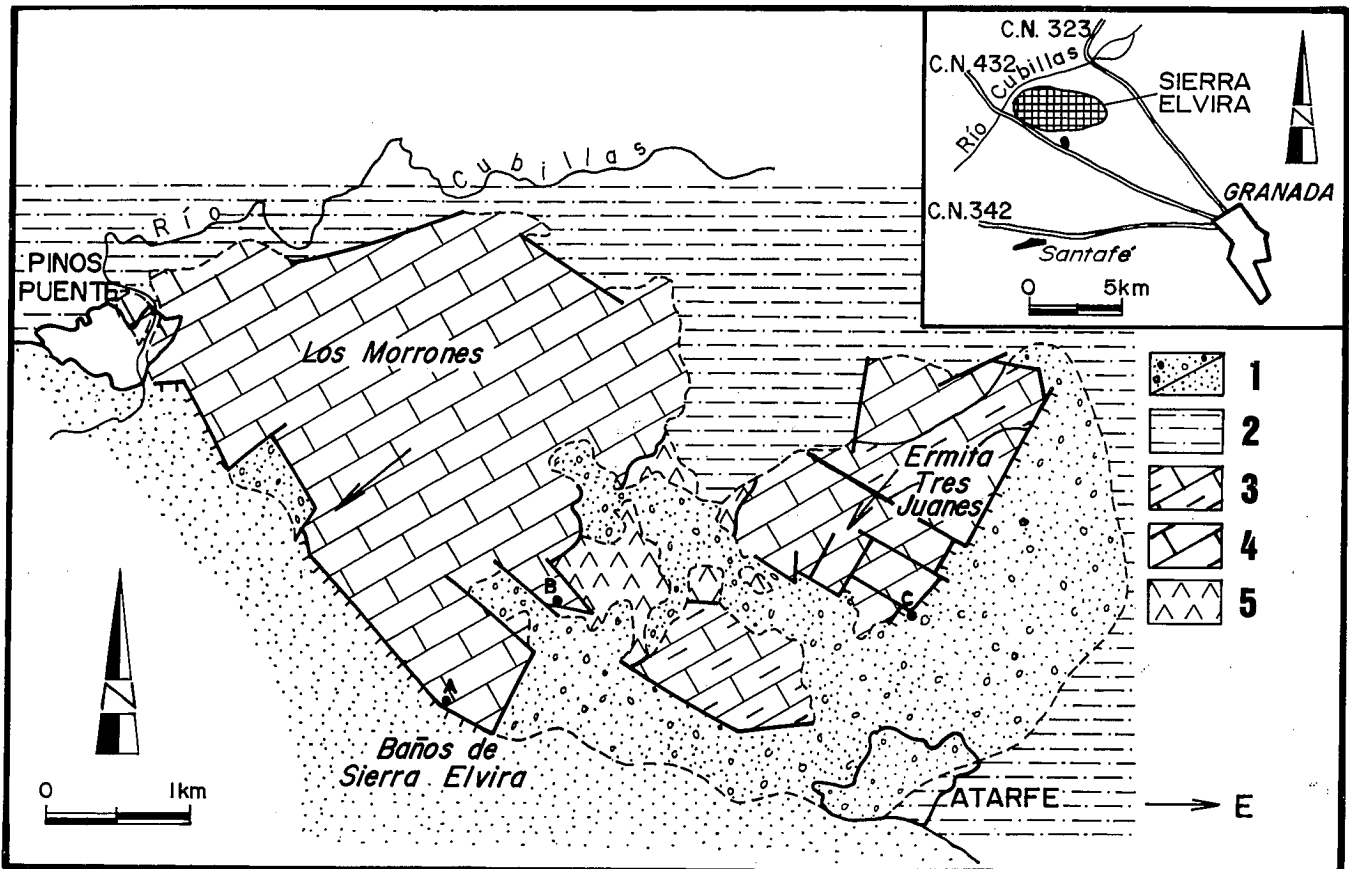 C.N. 323
C.N. 432
Cubillas
Río
SIERRA
ELVIRA
N
GRANADA
C.N. 342
Santafé
0 5km
Río Cubillas
PINOS
PUENTE
Los Morrones
Ermita
Tres
Juanes
1
2
3
4
5
B
C
A
N
Baños de
Sierra Elvira
0 1km
ATARFE
E